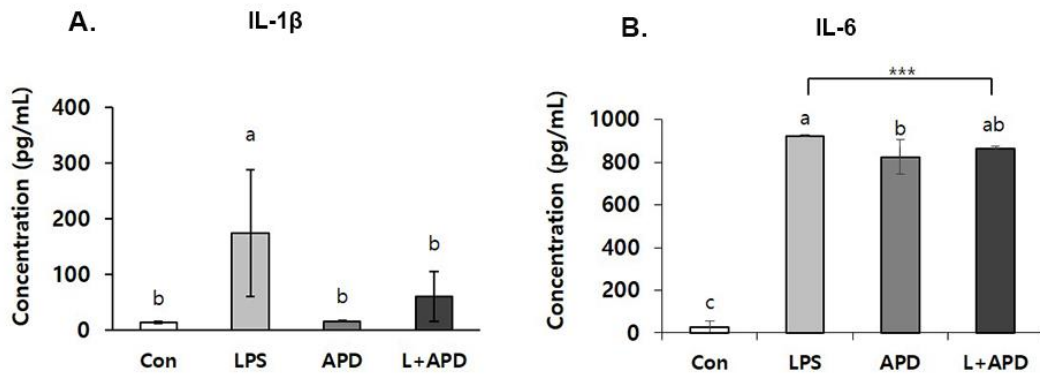 A.
IL-1β
Concentration (pg/mL)
400
300
200
100
0
b
a
b
b
Con LPS APD L+APD
B.
IL-6
Concentration (pg/mL)
1000
800
600
400
200
0
***
c
a
b
ab
Con LPS APD L+APD